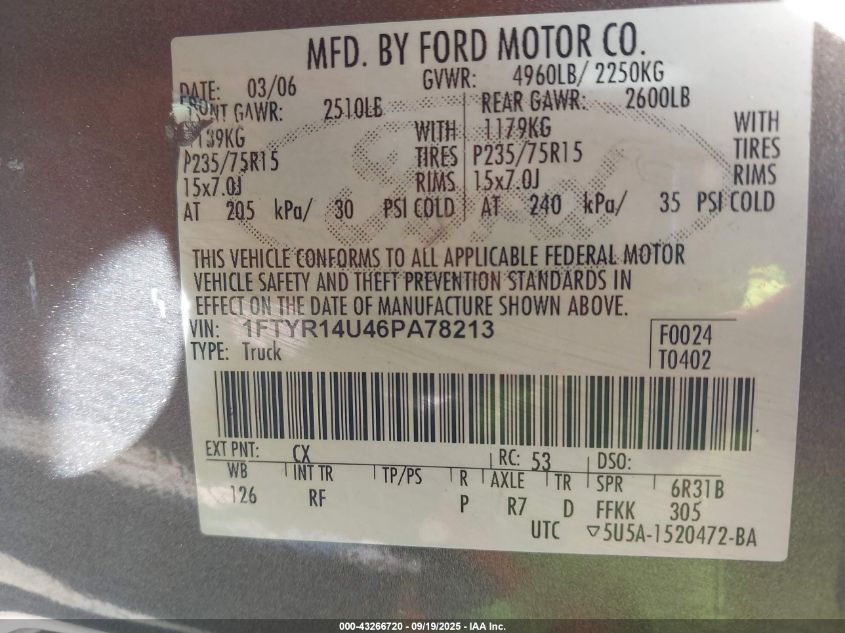 MFD. BY FORD MOTOR CO.
DATE: 03/06 GVWR: 4960LB/ 2250KG
FRONT GAWR: 2510LB REAR GAWR: 2600LB
1139KG WITH 1179KG WITH
P235/75R15 TIRES P235/75R15 TIRES
15x7.0J RIMS 15x7.0J RIMS
AT 205 kPa/ 30 PSI COLD AT 240 kPa/ 35 PSI COLD
THIS VEHICLE CONFORMS TO ALL APPLICABLE FEDERAL MOTOR
VEHICLE SAFETY AND THEFT PREVENTION STANDARDS IN
EFFECT ON THE DATE OF MANUFACTURE SHOWN ABOVE.
VIN: 1FTYR14U46PA78213 F0024
TYPE: Truck T0402
EXT PNT: CX RC: 53 DSO:
WB INT TR TP/PS R AXLE TR SPR 6R31B
126 RF P R7 D FFKK 305
UTC ▽5U5A-1520472-BA
000-43266720 - 09/19/2025 - IAA Inc.